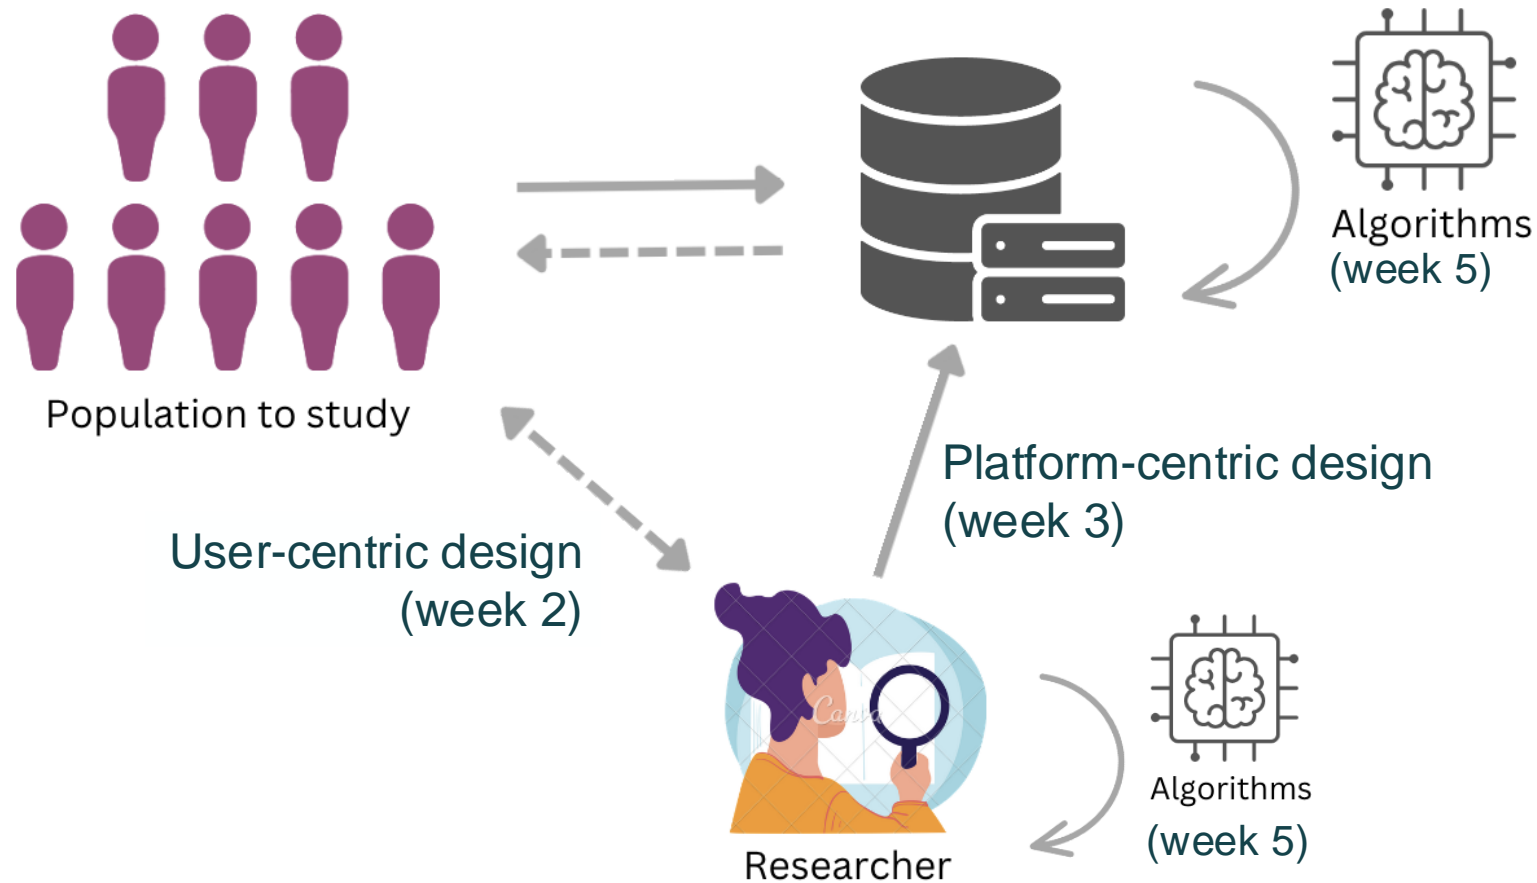 Algorithms
(week 5)
Population to study
Platform-centric design
(week 3)
User-centric design
(week 2)
Canva
Algorithms
(week 5)
Researcher